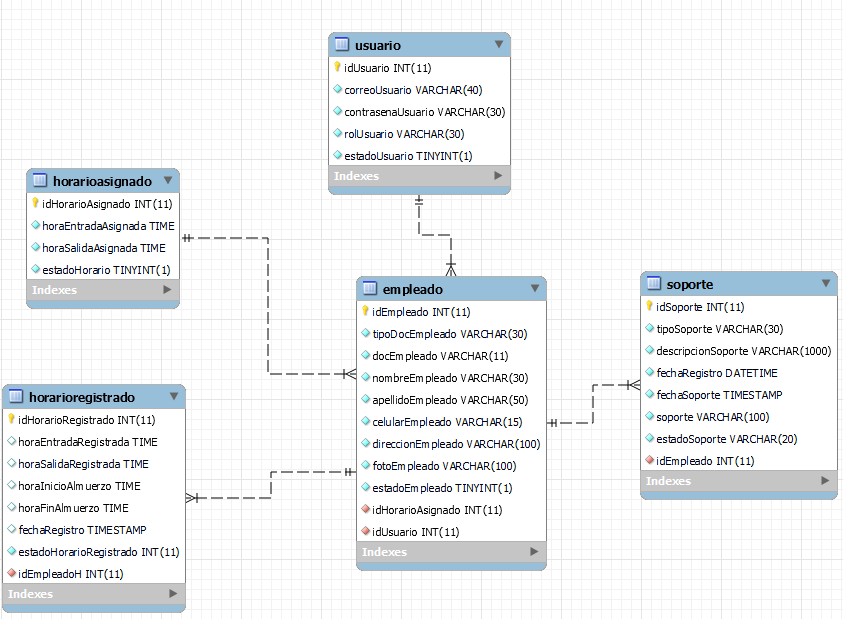 usuario
idUsuario INT(11)
correoUsuario VARCHAR(40)
contrasenaUsuario VARCHAR(30)
rolUsuario VARCHAR(30)
estadoUsuario TINYINT(1)
Indexes
horarioasignado
idHorarioAsignado INT(11)
horaEntradaAsignada TIME
horaSalidaAsignada TIME
estadoHorario TINYINT(1)
Indexes
empleado
idEmpleado INT(11)
tipoDocEmpleado VARCHAR(30)
docEmpleado VARCHAR(11)
nombreEmpleado VARCHAR(30)
apellidoEmpleado VARCHAR(50)
celularEmpleado VARCHAR(15)
direccionEmpleado VARCHAR(100)
fotoEmpleado VARCHAR(100)
estadoEmpleado TINYINT(1)
idHorarioAsignado INT(11)
idUsuario INT(11)
Indexes
soporte
idSoporte INT(11)
tipoSoporte VARCHAR(30)
descripcionSoporte VARCHAR(1000)
fechaRegistro DATETIME
fechaSoporte TIMESTAMP
soporte VARCHAR(100)
estadoSoporte VARCHAR(20)
idEmpleado INT(11)
Indexes
horarioregistrado
idHorarioRegistrado INT(11)
horaEntradaRegistrada TIME
horaSalidaRegistrada TIME
horaInicioAlmuerzo TIME
horaFinAlmuerzo TIME
fechaRegistro TIMESTAMP
estadoHorarioRegistrado INT(11)
idEmpleadoH INT(11)
Indexes